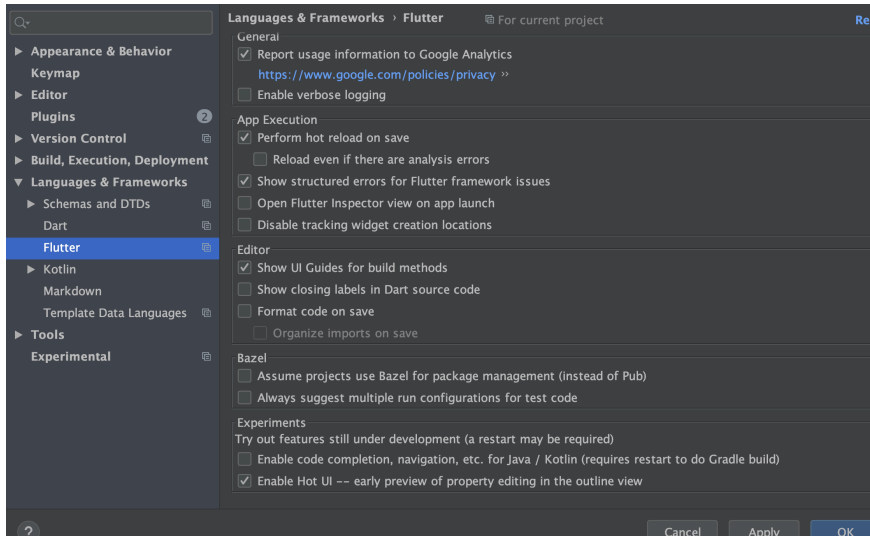 Languages & Frameworks › Flutter For current project Re
Appearance & Behavior
Keymap
Editor
Plugins 2
Version Control
Build, Execution, Deployment
Languages & Frameworks
Schemas and DTDs
Dart
Flutter
Kotlin
Markdown
Template Data Languages
Tools
Experimental
General
Report usage information to Google Analytics
https://www.google.com/policies/privacy ››
Enable verbose logging
App Execution
Perform hot reload on save
Reload even if there are analysis errors
Show structured errors for Flutter framework issues
Open Flutter Inspector view on app launch
Disable tracking widget creation locations
Editor
Show UI Guides for build methods
Show closing labels in Dart source code
Format code on save
Organize imports on save
Bazel
Assume projects use Bazel for package management (instead of Pub)
Always suggest multiple run configurations for test code
Experiments
Try out features still under development (a restart may be required)
Enable code completion, navigation, etc. for Java / Kotlin (requires restart to do Gradle build)
Enable Hot UI -- early preview of property editing in the outline view
? Cancel Apply OK